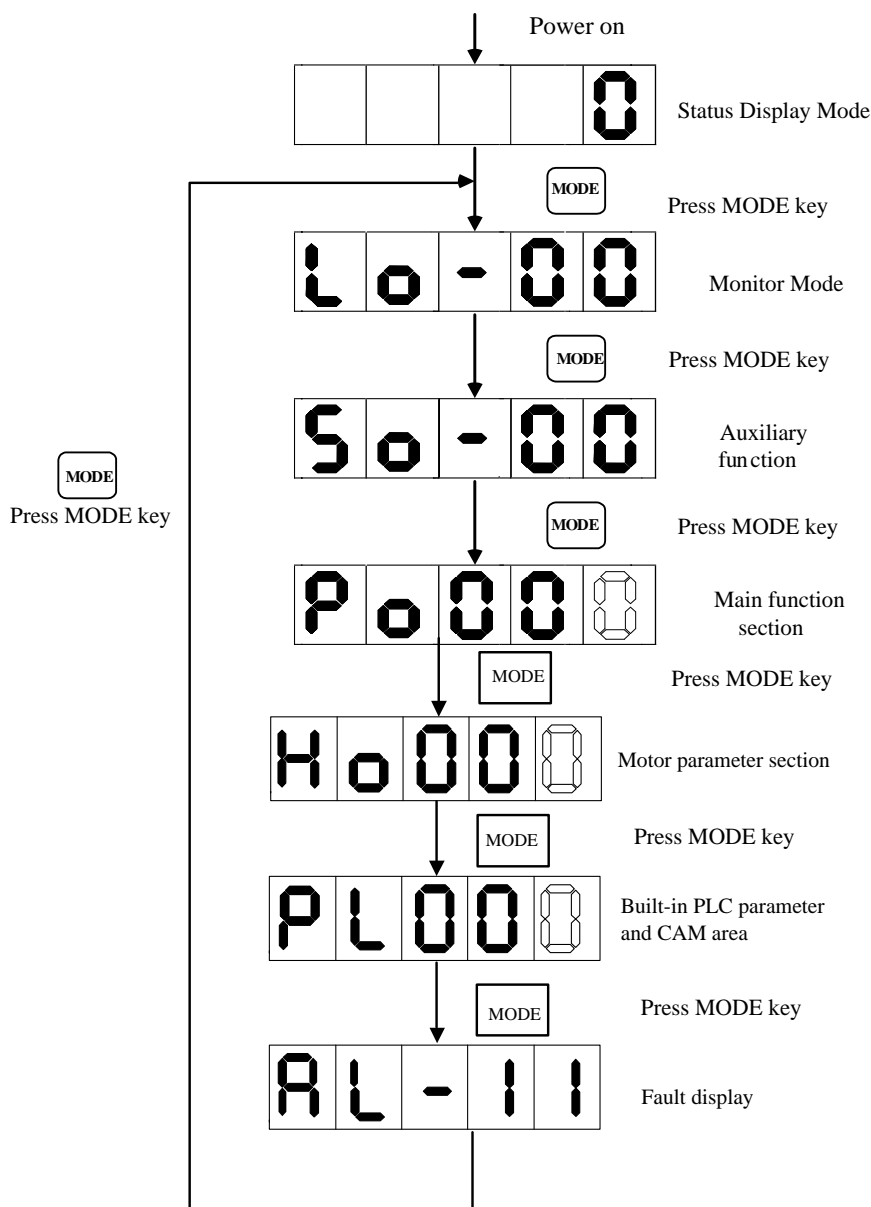 Power on
0
Status Display Mode
MODE
Press MODE key
Lo-00
Monitor Mode
MODE
Press MODE key
So-00
Auxiliary
function
MODE
Press MODE key
MODE
Press MODE key
Po000
Main function
section
MODE
Press MODE key
Ho000
Motor parameter section
MODE
Press MODE key
PL000
Built-in PLC parameter
and CAM area
MODE
Press MODE key
AL-11
Fault display